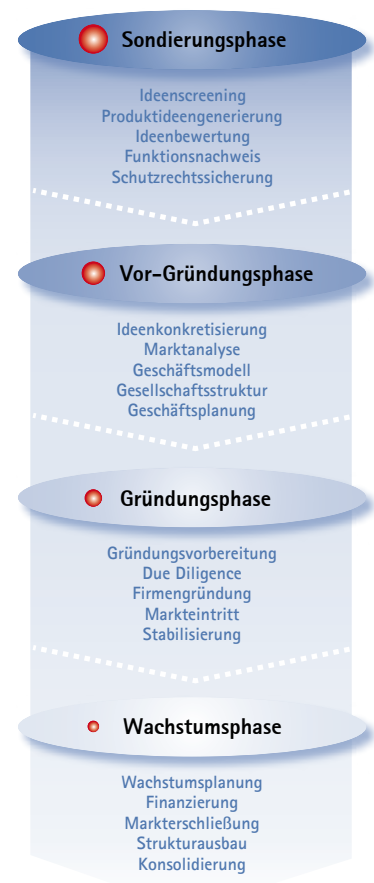 Sondierungsphase
Ideenscreening
Produktideengenerierung
Ideenbewertung
Funktionsnachweis
Schutzrechtssicherung
Vor-Gründungsphase
Ideenkonkretisierung
Marktanalyse
Geschäftsmodell
Gesellschaftsstruktur
Geschäftsplanung
Gründungsphase
Gründungsvorbereitung
Due Diligence
Firmengründung
Markteintritt
Stabilisierung
Wachstumsphase
Wachstumsplanung
Finanzierung
Markterschließung
Strukturausbau
Konsolidierung